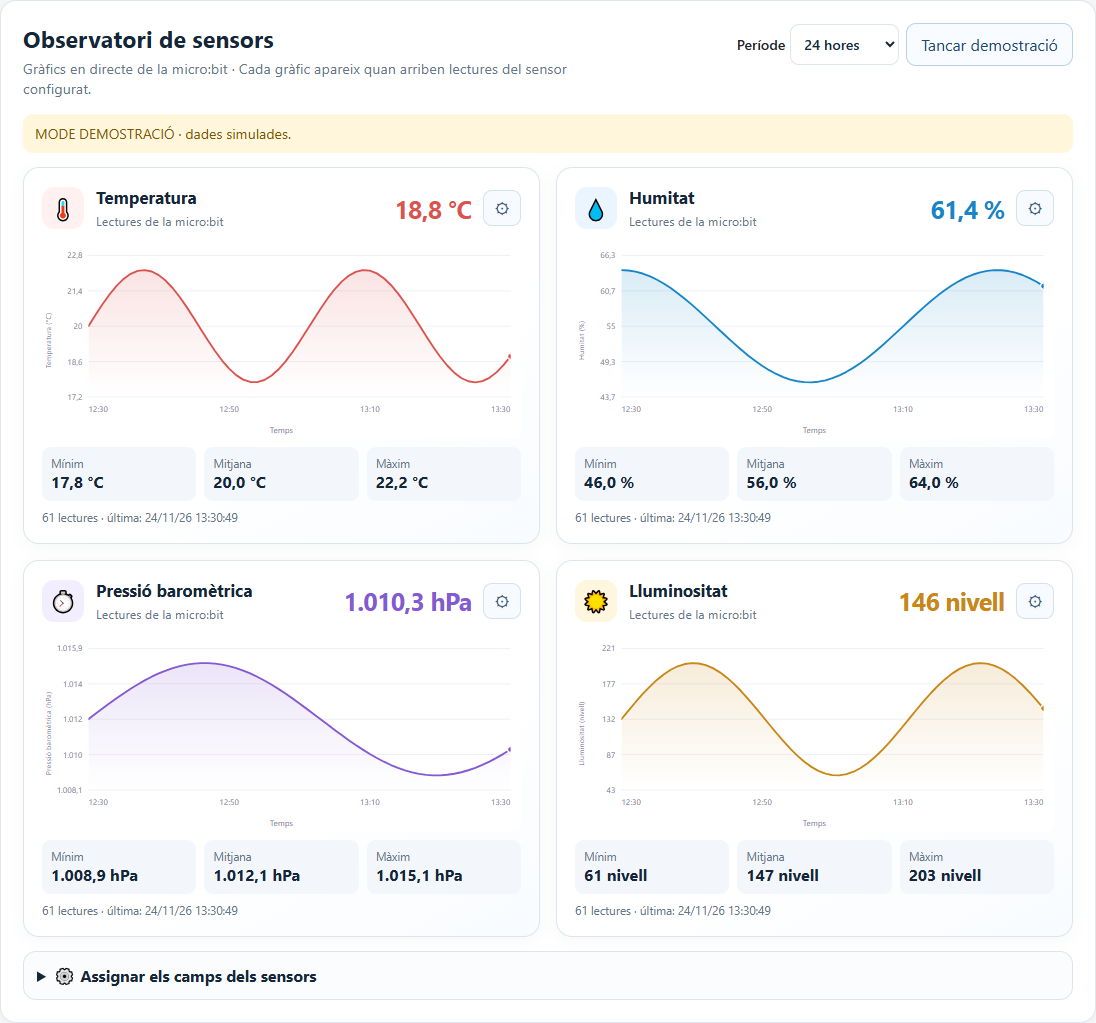 Observatori de sensors
Període
24 hores
Tancar demostració
Gràfics en directe de la micro:bit · Cada gràfic apareix quan arriben lectures del sensor
configurat.
MODE DEMOSTRACIÓ · dades simulades.
Temperatura
Lectures de la micro:bit
18,8 °C
22,8
21,4
20
18,6
17,2
Temperatura (°C)
12:30
12:50
13:10
13:30
Temps
Mínim
17,8 °C
Mitjana
20,0 °C
Màxim
22,2 °C
61 lectures · última: 24/11/26 13:30:49
Humitat
Lectures de la micro:bit
61,4 %
66,3
60,7
55
49,3
43,7
Humitat (%)
12:30
12:50
13:10
13:30
Temps
Mínim
46,0 %
Mitjana
56,0 %
Màxim
64,0 %
61 lectures · última: 24/11/26 13:30:49
Pressió baromètrica
Lectures de la micro:bit
1.010,3 hPa
1.015,9
1.014
1.012
1.010
1.008,1
Pressió baromètrica (hPa)
12:30
12:50
13:10
13:30
Temps
Mínim
1.008,9 hPa
Mitjana
1.012,1 hPa
Màxim
1.015,1 hPa
61 lectures · última: 24/11/26 13:30:49
Lluminositat
Lectures de la micro:bit
146 nivell
221
177
132
87
43
Lluminositat (nivell)
12:30
12:50
13:10
13:30
Temps
Mínim
61 nivell
Mitjana
147 nivell
Màxim
203 nivell
61 lectures · última: 24/11/26 13:30:49
Assignar els camps dels sensors